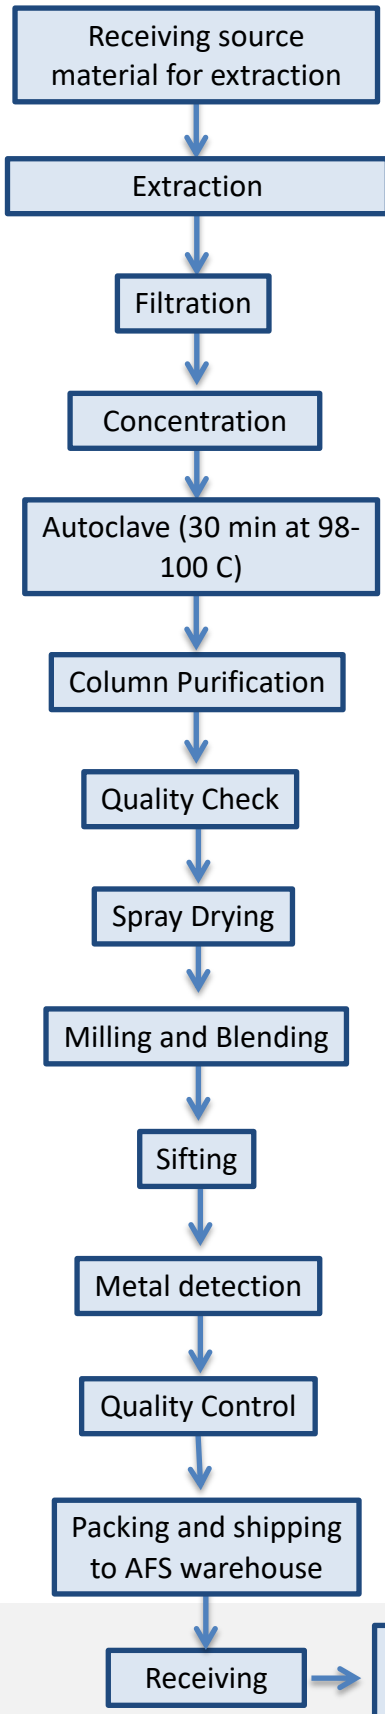 Receiving source
material for extraction
Extraction
Filtration
Concentration
Autoclave (30 min at 98-
100 C)
Column Purification
Quality Check
Spray Drying
Milling and Blending
Sifting
Metal detection
Quality Control
Packing and shipping
to AFS warehouse
Receiving